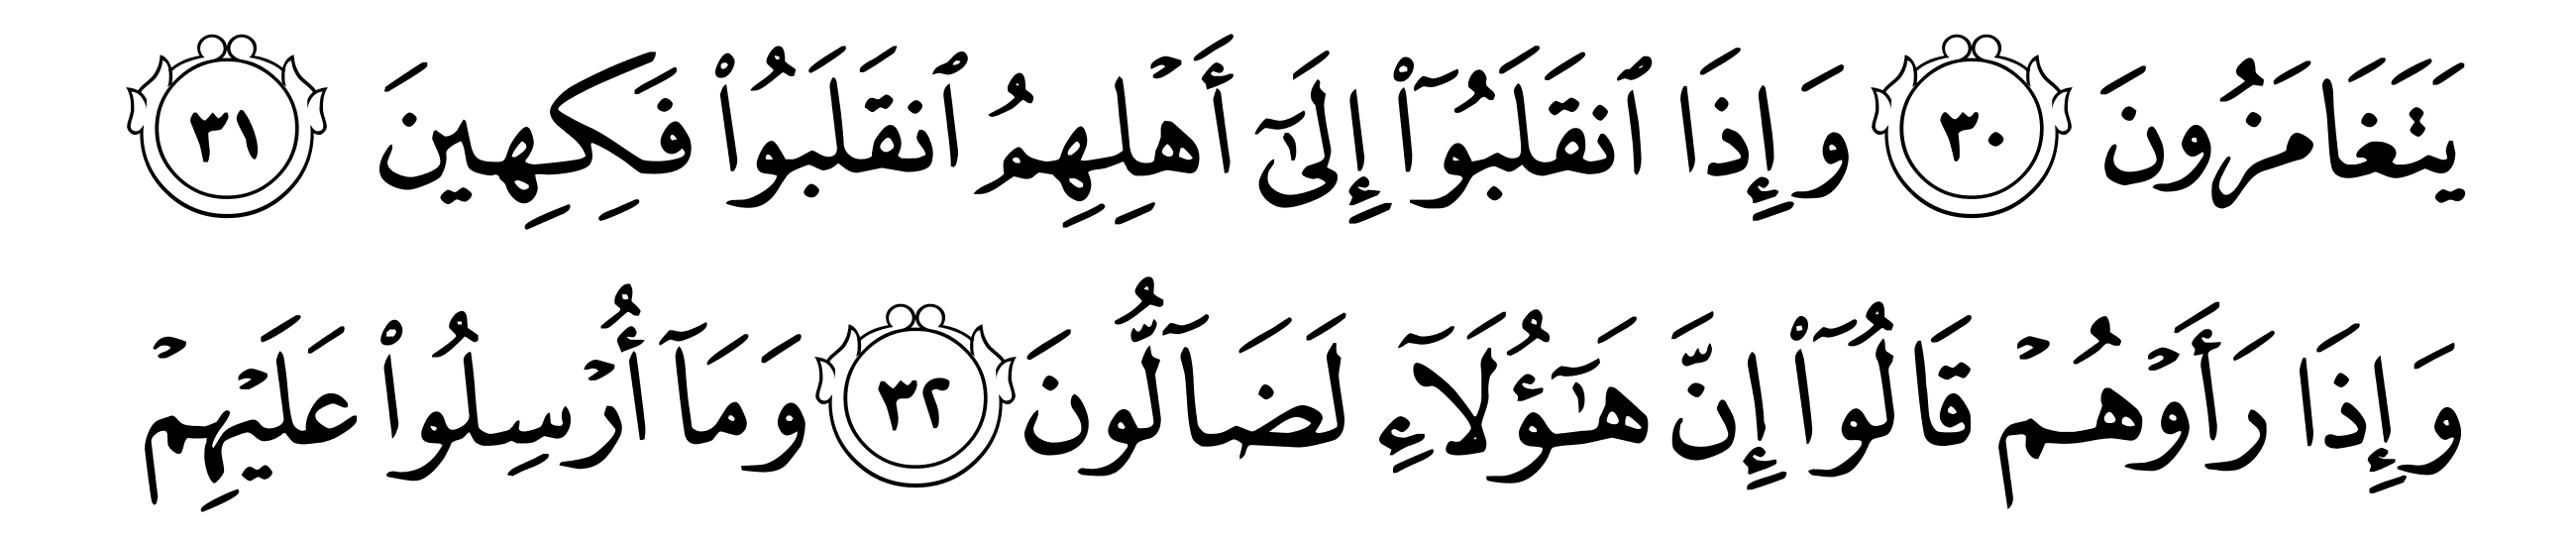 يَتَغَامَزُونَ ٣٠ وَإِذَا ٱنقَلَبُوٓا۟ إِلَىٰٓ أَهْلِهِمُ ٱنقَلَبُوا۟ فَكِهِينَ ٣١
وَإِذَا رَأَوْهُمْ قَالُوٓا۟ إِنَّ هَـٰٓؤُلَآءِ لَضَآلُّونَ ٣٢ وَمَآ أُرْسِلُوا۟ عَلَيْهِمْ